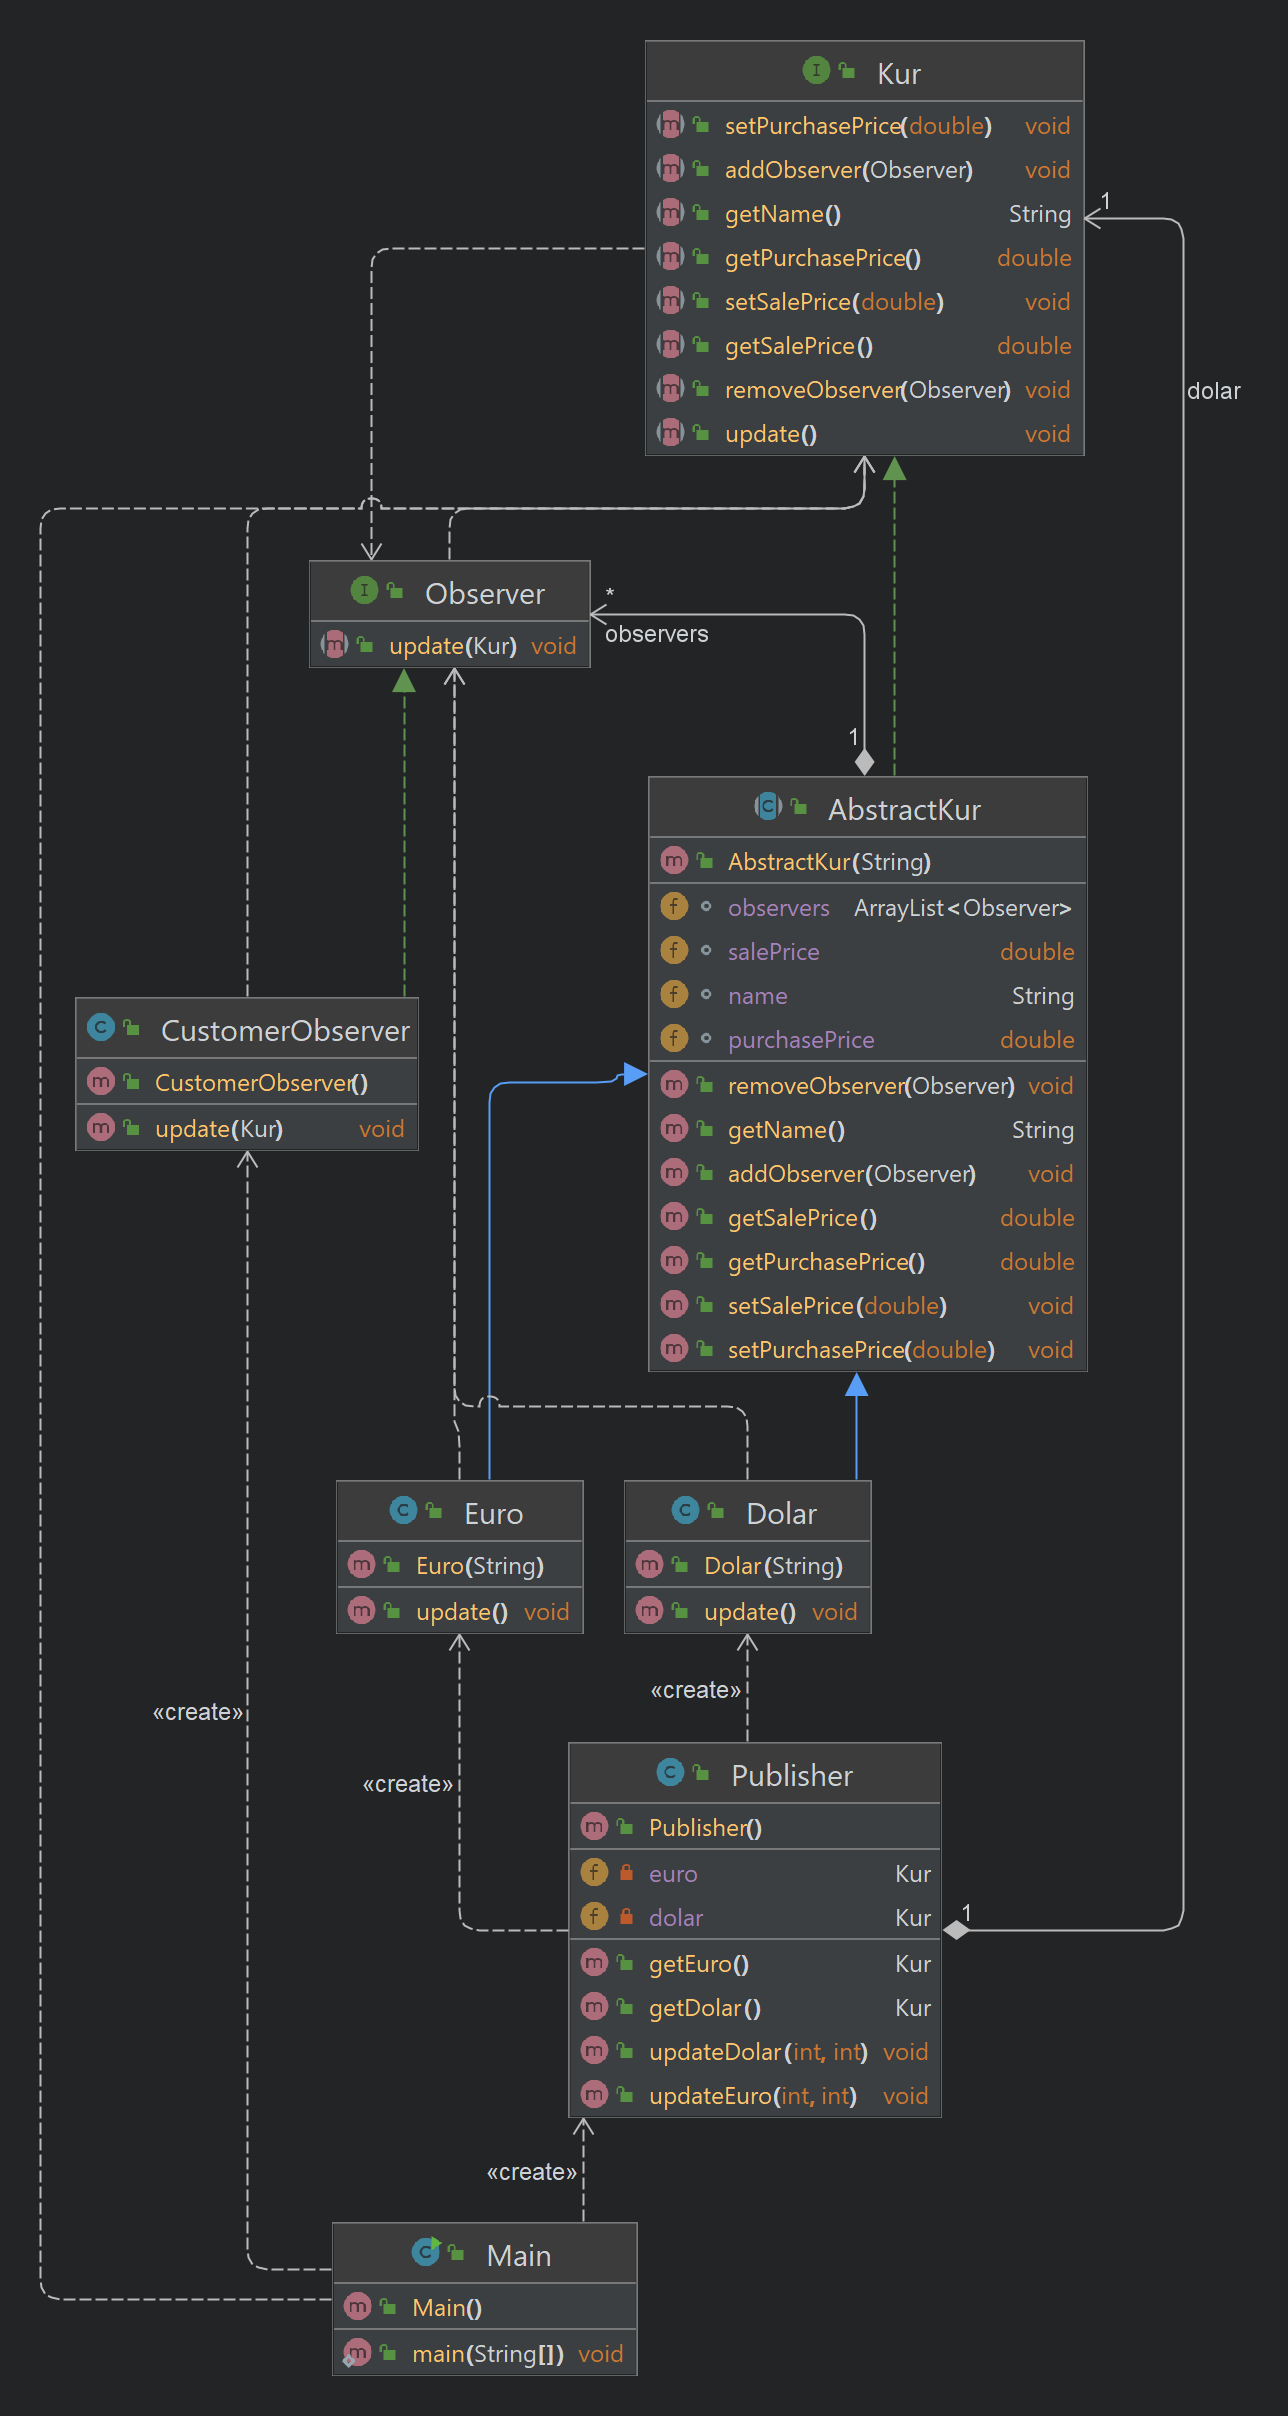 Kur
setPurchasePrice(double) void
addObserver(Observer) void
getName() String
getPurchasePrice() double
setSalePrice(double) void
getSalePrice() double
removeObserver(Observer) void
update() void
1
dolar
Observer
update(Kur) void
*
observers
1
AbstractKur
AbstractKur(String)
observers ArrayList<Observer>
salePrice double
name String
purchasePrice double
removeObserver(Observer) void
getName() String
addObserver(Observer) void
getSalePrice() double
getPurchasePrice() double
setSalePrice(double) void
setPurchasePrice(double) void
CustomerObserver
CustomerObserver()
update(Kur) void
Euro
Euro(String)
update() void
Dolar
Dolar(String)
update() void
«create»
«create»
«create»
Publisher
Publisher()
euro Kur
dolar Kur
getEuro() Kur
getDolar() Kur
updateDolar(int, int) void
updateEuro(int, int) void
1
«create»
Main
Main()
main(String[]) void